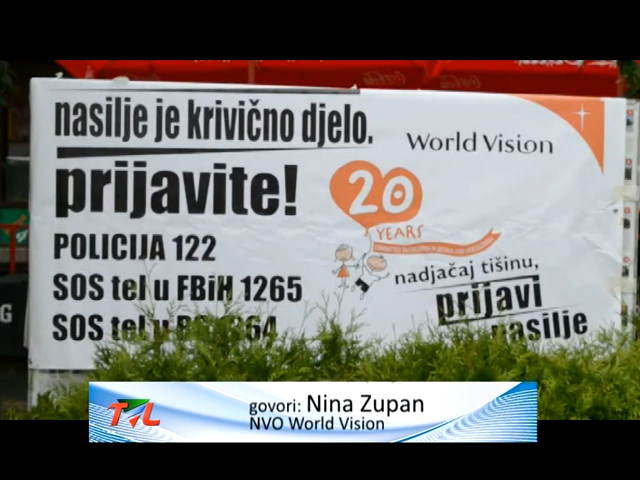 nasilje je krivično djelo.
prijavite!
POLICIJA 122
SOS tel u FBiH 1265
SOS tel u
World Vision
20
YEARS
nadjačaj tišinu,
prijavi
nasilje
G
TVL
govori: Nina Zupan
NVO World Vision